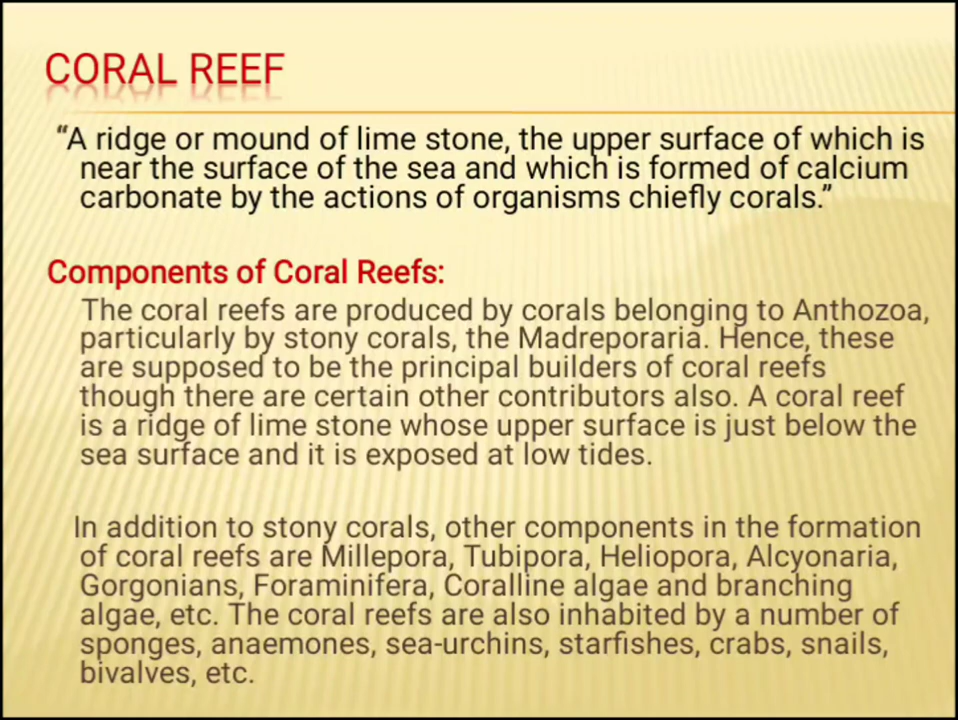 CORAL REEF
“A ridge or mound of lime stone, the upper surface of which is
near the surface of the sea and which is formed of calcium
carbonate by the actions of organisms chiefly corals.”
Components of Coral Reefs:
The coral reefs are produced by corals belonging to Anthozoa,
particularly by stony corals, the Madreporaria. Hence, these
are supposed to be the principal builders of coral reefs
though there are certain other contributors also. A coral reef
is a ridge of lime stone whose upper surface is just below the
sea surface and it is exposed at low tides.
In addition to stony corals, other components in the formation
of coral reefs are Millepora, Tubipora, Heliopora, Alcyonaria,
Gorgonians, Foraminifera, Coralline algae and branching
algae, etc. The coral reefs are also inhabited by a number of
sponges, anaemones, sea-urchins, starfishes, crabs, snails,
bivalves, etc.